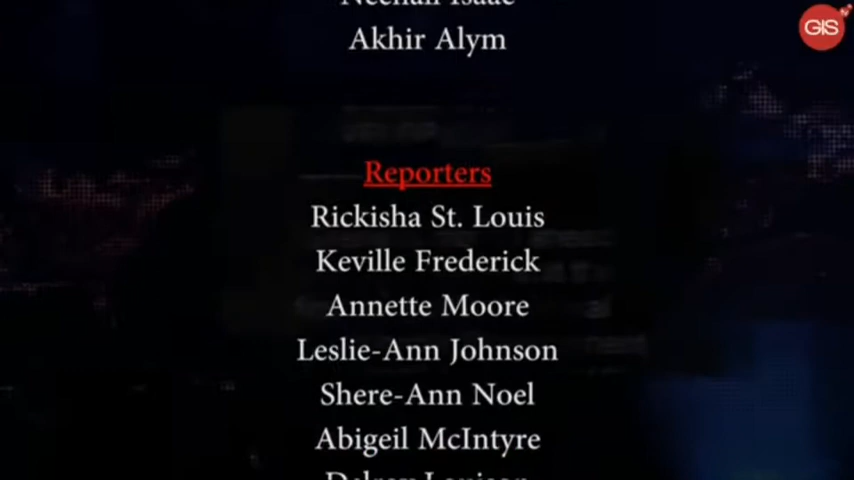 Isaac
Akhir Alym
GIS
Reporters
Rickisha St. Louis
Keville Frederick
Annette Moore
Leslie-Ann Johnson
Shere-Ann Noel
Abigeil McIntyre